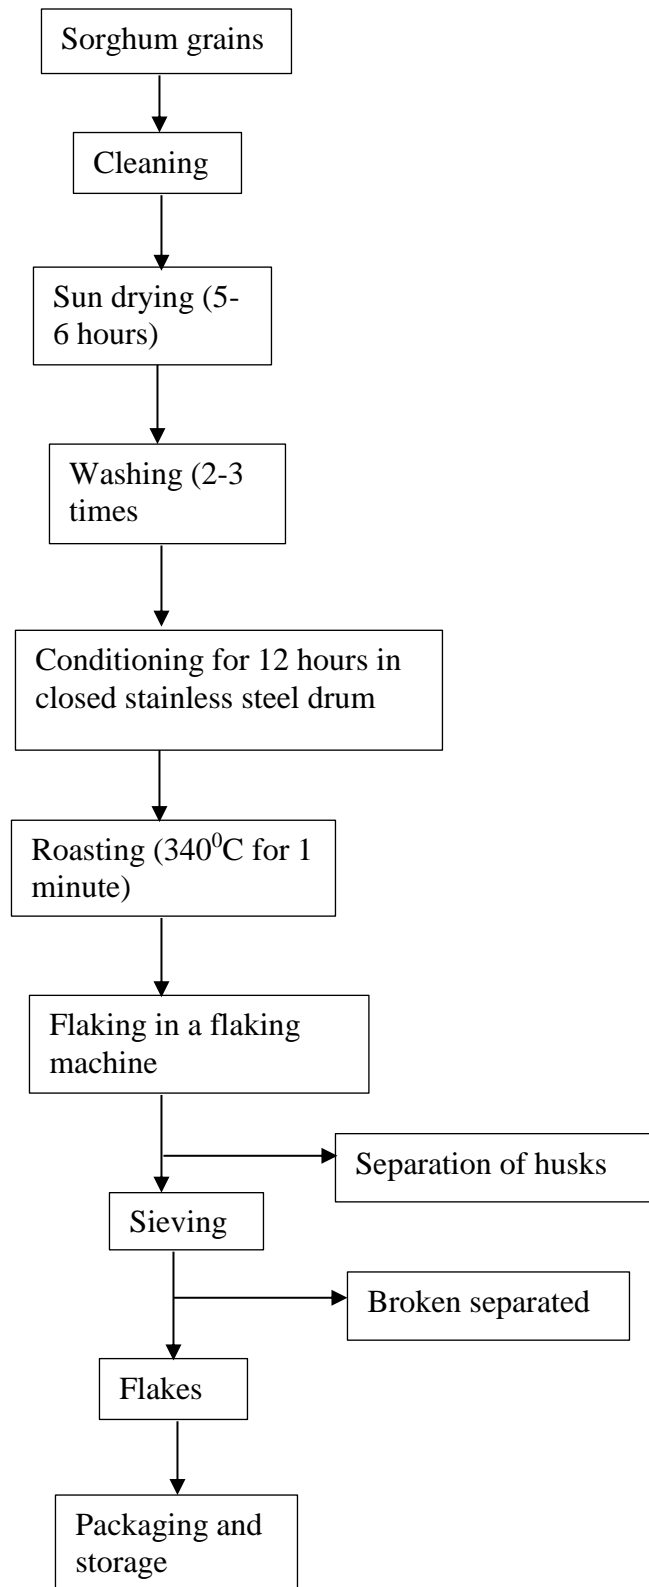 Sorghum grains
Cleaning
Sun drying (5-
6 hours)
Washing (2-3
times
Conditioning for 12 hours in
closed stainless steel drum
Roasting (340⁰C for 1
minute)
Flaking in a flaking
machine
Separation of husks
Sieving
Broken separated
Flakes
Packaging and
storage